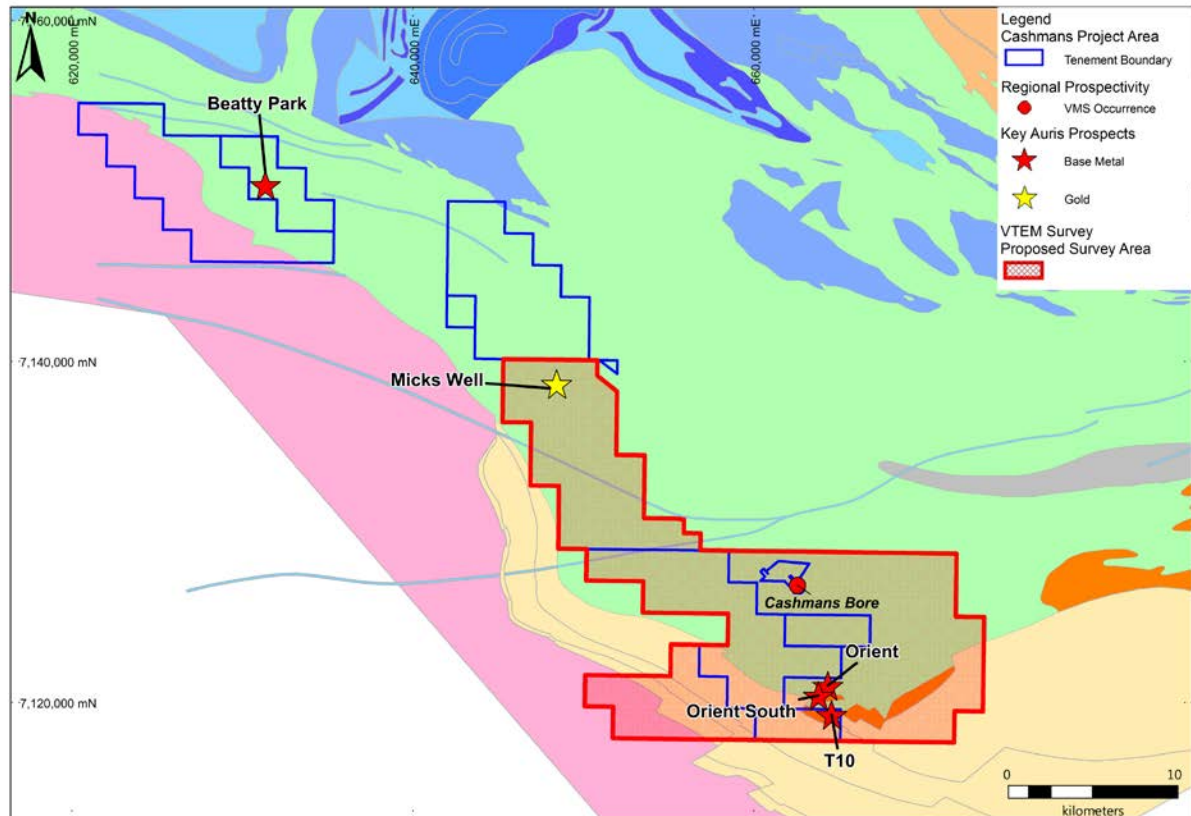 7,160,000 mN
N
620,000 mE
640,000 mE
660,000 mE
Legend
Cashmans Project Area
Tenement Boundary
Regional Prospectivity
VMS Occurrence
Key Auris Prospects
Base Metal
Gold
VTEM Survey
Proposed Survey Area
Beatty Park
7,140,000 mN
Micks Well
Cashmans Bore
Orient
7,120,000 mN
Orient South
T10
0 10
kilometers